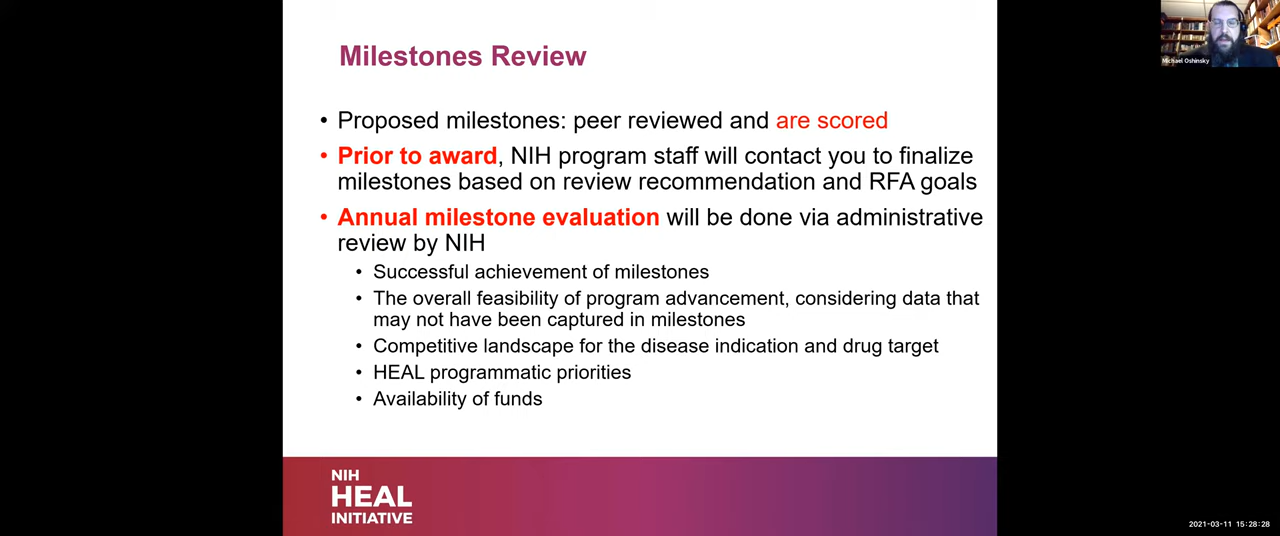 Milestones Review
• Proposed milestones: peer reviewed and are scored
• Prior to award, NIH program staff will contact you to finalize
milestones based on review recommendation and RFA goals
• Annual milestone evaluation will be done via administrative
review by NIH
• Successful achievement of milestones
• The overall feasibility of program advancement, considering data that
may not have been captured in milestones
• Competitive landscape for the disease indication and drug target
• HEAL programmatic priorities
• Availability of funds
NIH
HEAL
INITIATIVE
Michael Oshinsky
2021-03-11 15:28:28